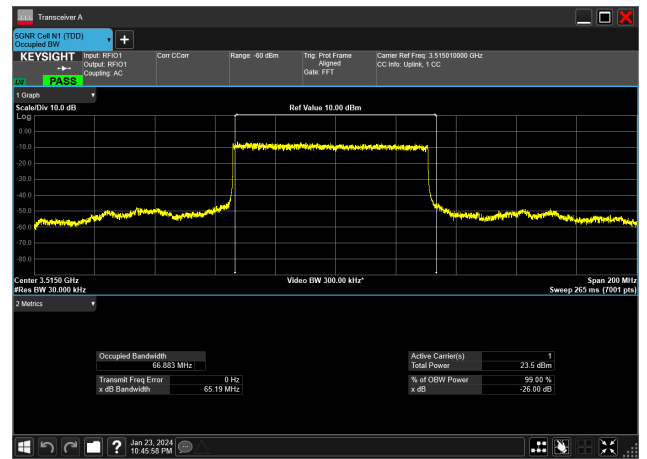 Transceiver A
5GNR Cell N1 (TDD)
Occupied BW
KEYSIGHT
LW PASS
Input: RFIO1
Output: RFIO1
Coupling: AC
Corr CCorr
Range: -60 dBm
Trig: Prot Frame
Aligned
Gate: FFT
Carrier Ref Freq: 3.515010000 GHz
CC Info: Uplink, 1 CC
1 Graph
Scale/Div 10.0 dB
Ref Value 10.00 dBm
Log
0.00
-10.0
-20.0
-30.0
-40.0
-50.0
-60.0
-70.0
-80.0
Center 3.5150 GHz
Video BW 300.00 kHz*
Span 200 MHz
#Res BW 30.000 kHz
Sweep 265 ms (7001 pts)
2 Metrics
Occupied Bandwidth
66.883 MHz
Transmit Freq Error 0 Hz
x dB Bandwidth 65.19 MHz
Active Carrier(s) 1
Total Power 23.5 dBm
% of OBW Power 99.00 %
x dB -26.00 dB
?
Jan 23, 2024
10:45:58 PM